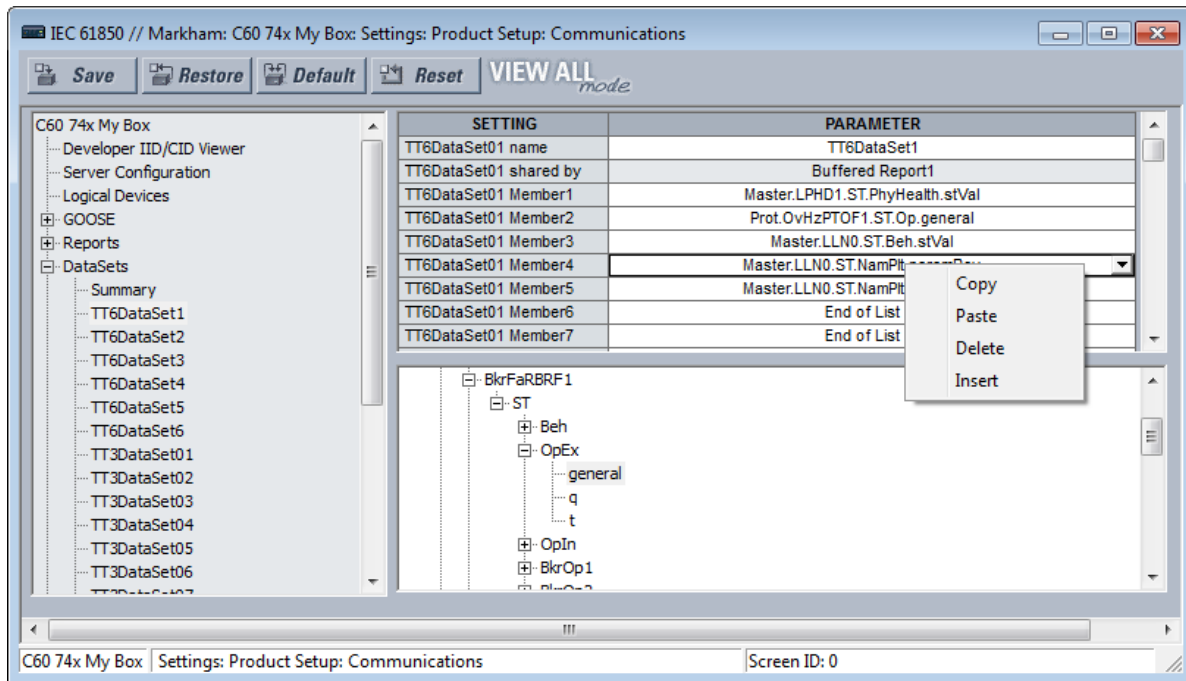 IEC 61850 // Markham: C60 74x My Box: Settings: Product Setup: Communications
Save Restore Default Reset VIEW ALL mode
C60 74x My Box
Developer IID/CID Viewer
Server Configuration
Logical Devices
GOOSE
Reports
DataSets
Summary
TT6DataSet1
TT6DataSet2
TT6DataSet3
TT6DataSet4
TT6DataSet5
TT6DataSet6
TT3DataSet01
TT3DataSet02
TT3DataSet03
TT3DataSet04
TT3DataSet05
TT3DataSet06
SETTING PARAMETER
TT6DataSet01 name TT6DataSet1
TT6DataSet01 shared by Buffered Report1
TT6DataSet01 Member1 Master.LPHD1.ST.PhyHealth.stVal
TT6DataSet01 Member2 Prot.OvHzPTOF1.ST.Op.general
TT6DataSet01 Member3 Master.LLN0.ST.Beh.stVal
TT6DataSet01 Member4
TT6DataSet01 Member5 Master.LLN0.ST.NamPlt
TT6DataSet01 Member6 End of List
TT6DataSet01 Member7 End of List
Copy
Paste
Delete
Insert
BkrFaRBRF1
ST
Beh
OpEx
general
q
t
OpIn
BkrOp1
C60 74x My Box Settings: Product Setup: Communications Screen ID: 0